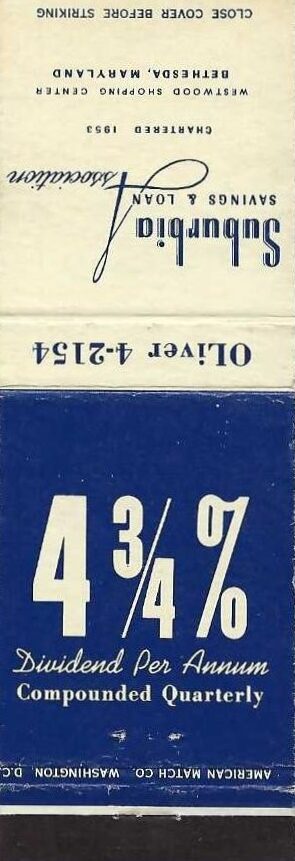 CLOSE COVER BEFORE STRIKING
BETHESDA, MARYLAND
WESTWOOD SHOPPING CENTER
CHARTERED 1953
Association
SAVINGS & LOAN
Suburbia
OLiver 4-2154
4 3/4 %
Dividend Per Annum
Compounded Quarterly
AMERICAN MATCH CO. WASHINGTON D.C.